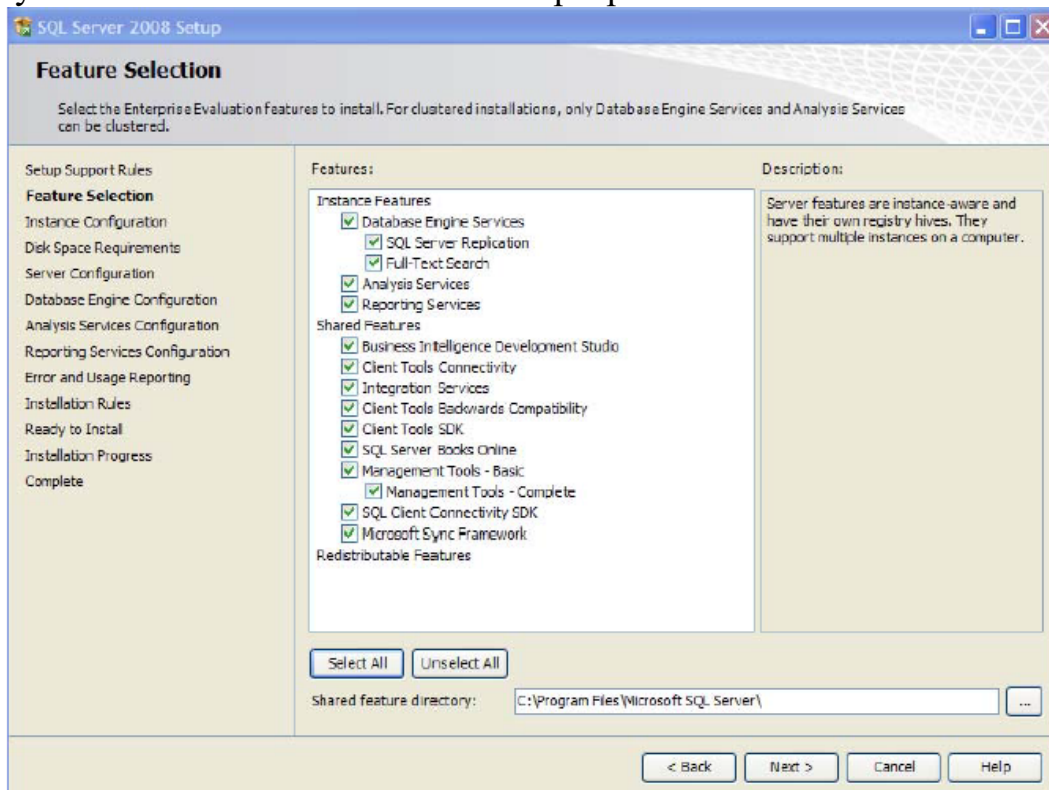 SQL Server 2008 Setup
Feature Selection
Select the Enterprise Evaluation features to install. For clustered installations, only Database Engine Services and Analysis Services
can be clustered.
Setup Support Rules
Feature Selection
Instance Configuration
Disk Space Requirements
Server Configuration
Database Engine Configuration
Analysis Services Configuration
Reporting Services Configuration
Error and Usage Reporting
Installation Rules
Ready to Install
Installation Progress
Complete
Features:
Instance Features
Database Engine Services
SQL Server Replication
Full-Text Search
Analysis Services
Reporting Services
Shared Features
Business Intelligence Development Studio
Client Tools Connectivity
Integration Services
Client Tools Backwards Compatibility
Client Tools SDK
SQL Server Books Online
Management Tools - Basic
Management Tools - Complete
SQL Client Connectivity SDK
Microsoft Sync Framework
Redistributable Features
Description:
Server features are instance-aware and
have their own registry hives. They
support multiple instances on a computer.
Select All
Unselect All
Shared feature directory:
C:\Program Files\Microsoft SQL Server\
...
< Back
Next >
Cancel
Help